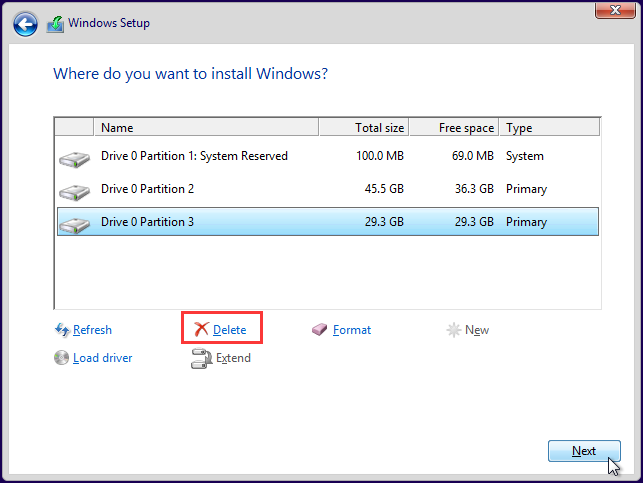 Windows Setup
Where do you want to install Windows?
Name Total size Free space Type
Drive 0 Partition 1: System Reserved 100.0 MB 69.0 MB System
Drive 0 Partition 2 45.5 GB 36.3 GB Primary
Drive 0 Partition 3 29.3 GB 29.3 GB Primary
Refresh Delete Format New
Load driver Extend
Next